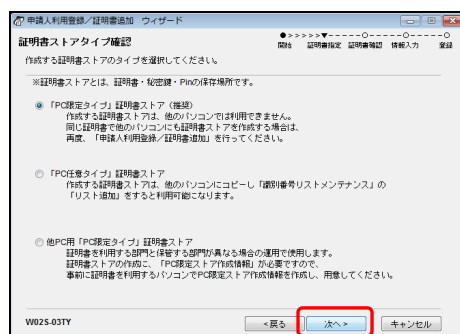 申請人利用登録／証明書追加　ウィザード
証明書ストアタイプ確認
●>>>>>▼-----○-----○-----○
開始 証明書指定 証明書確認 情報入力 登録
作成する証明書ストアのタイプを選択してください。
※証明書ストアとは、証明書・秘密鍵・Pinの保存場所です。
「PC限定タイプ」証明書ストア（推奨）
作成する証明書ストアは、他のパソコンでは利用できません。
同じ証明書で他のパソコンにも証明書ストアを作成する場合は、
再度、「申請人利用登録／証明書追加」を行ってください。
「PC任意タイプ」証明書ストア
作成する証明書ストアは、他のパソコンにコピーし「識別番号リストメンテナンス」の
「リスト追加」をすると利用可能になります。
他PC用「PC限定タイプ」証明書ストア
証明書を利用する部門と保管する部門が異なる場合の運用で使用します。
証明書ストアの作成に、「PC限定ストア作成情報」が必要ですので、
事前に証明書を利用するパソコンでPC限定ストア作成情報を作成し、用意してください。
W02S-03TY
<戻る 次へ> キャンセル